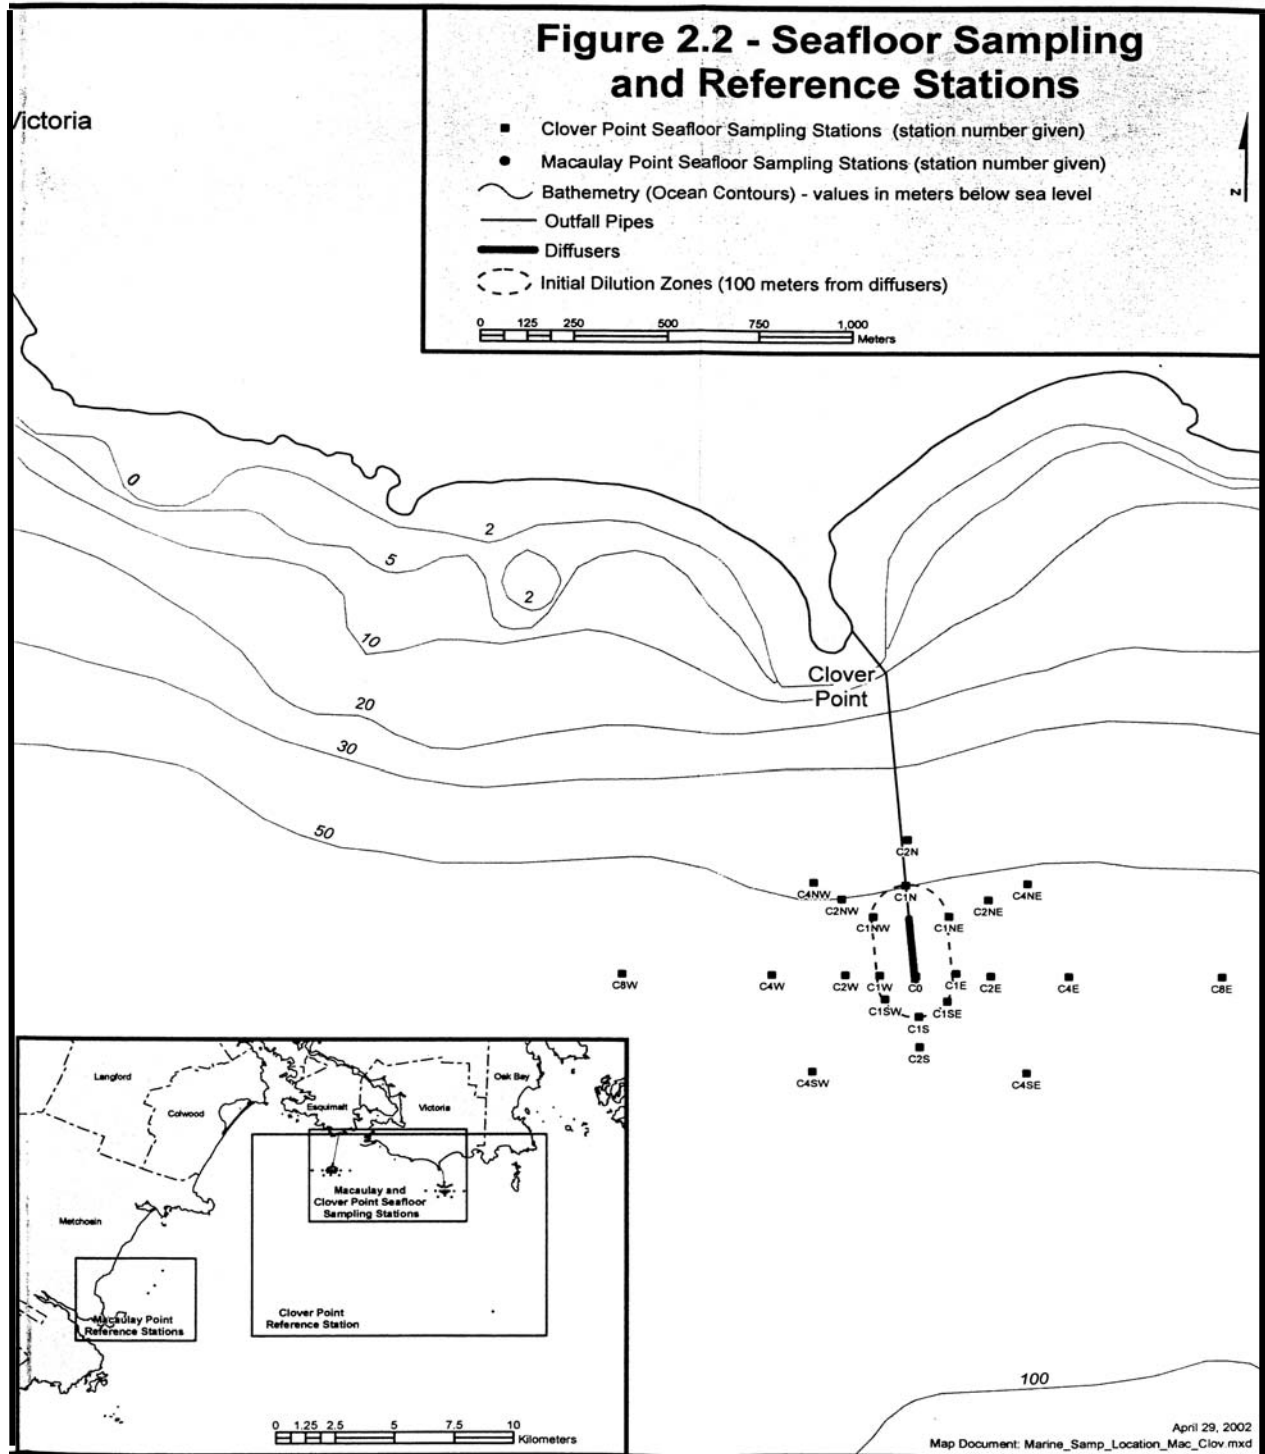 Figure 2.2 - Seafloor Sampling
and Reference Stations
Clover Point Seafloor Sampling Stations (station number given)
Macaulay Point Seafloor Sampling Stations (station number given)
Bathemetry (Ocean Contours) - values in meters below sea level
Outfall Pipes
Diffusers
Initial Dilution Zones (100 meters from diffusers)
0 125 250 500 750 1,000
Meters
N
Victoria
0
2
5
2
10
Clover
Point
20
30
50
C2N
C4NW
C1N
C4NE
C2NW
C2NE
C1NW
C1NE
C8W
C4W
C2W
C1W
C0
C1E
C2E
C4E
C8E
C1SW
C1SE
C1S
C2S
C4SW
C4SE
Langford
Colwood
Esquimalt
Victoria
Oak Bay
Metchosin
Macaulay and
Clover Point Seafloor
Sampling Stations
Macaulay Point
Reference Stations
Clover Point
Reference Station
0 1.25 2.5 5 7.5 10
Kilometers
100
April 29, 2002
Map Document: Marine_Samp_Location_Mac_Clov.mxd